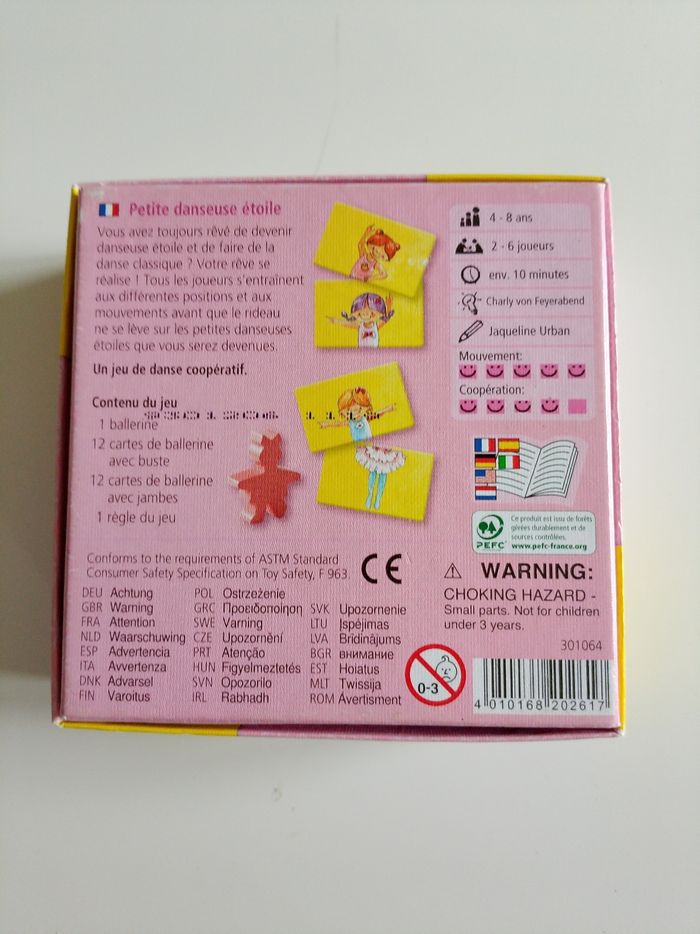 Petite danseuse étoile
Vous avez toujours rêvé de devenir
danseuse étoile et de faire de la
danse classique ? Votre rêve se
réalise ! Tous les joueurs s'entraînent
aux différentes positions et aux
mouvements avant que le rideau
ne se lève sur les petites danseuses
étoiles que vous serez devenues.
Un jeu de danse coopératif.
Contenu du jeu
1 ballerine
12 cartes de ballerine
avec buste
12 cartes de ballerine
avec jambes
1 règle du jeu
4 - 8 ans
2 - 6 joueurs
env. 10 minutes
Charly von Feyerabend
Jaqueline Urban
Mouvement:
Coopération:
PEFC
Ce produit est issu de forêts
gérées durablement et de
sources contrôlées.
www.pefc-france.org
Conforms to the requirements of ASTM Standard
Consumer Safety Specification on Toy Safety, F 963.
CE
WARNING:
CHOKING HAZARD -
Small parts. Not for children
under 3 years.
301064
DEU Achtung
GBR Warning
FRA Attention
NLD Waarschuwing
ESP Advertencia
ITA Avvertenza
DNK Advarsel
FIN Varoitus
POL Ostrzeżenie
GRC Προειδοποίηση
SWE Varning
CZE Upozornění
PRT Atenção
HUN Figyelmeztetés
SVN Opozorilo
IRL Rabhadh
SVK Upozornenie
LTU Įspėjimas
LVA Brīdinājums
BGR внимание
EST Hoiatus
MLT Twissija
ROM Avertisment
0-3
4 010168 202617